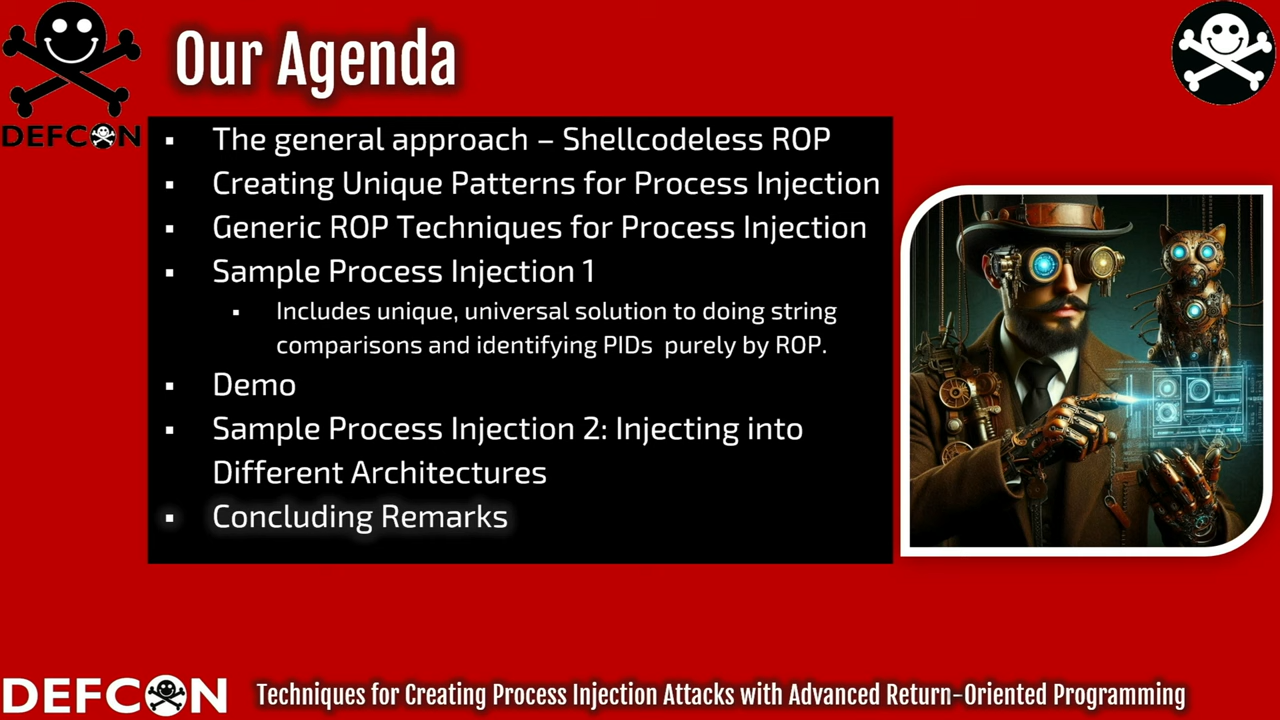 Our Agenda
DEFCON
▪ The general approach – Shellcodeless ROP
▪ Creating Unique Patterns for Process Injection
▪ Generic ROP Techniques for Process Injection
▪ Sample Process Injection 1
▪ Includes unique, universal solution to doing string
comparisons and identifying PIDs purely by ROP.
▪ Demo
▪ Sample Process Injection 2: Injecting into
Different Architectures
▪ Concluding Remarks
DEFCON
Techniques for Creating Process Injection Attacks with Advanced Return-Oriented Programming